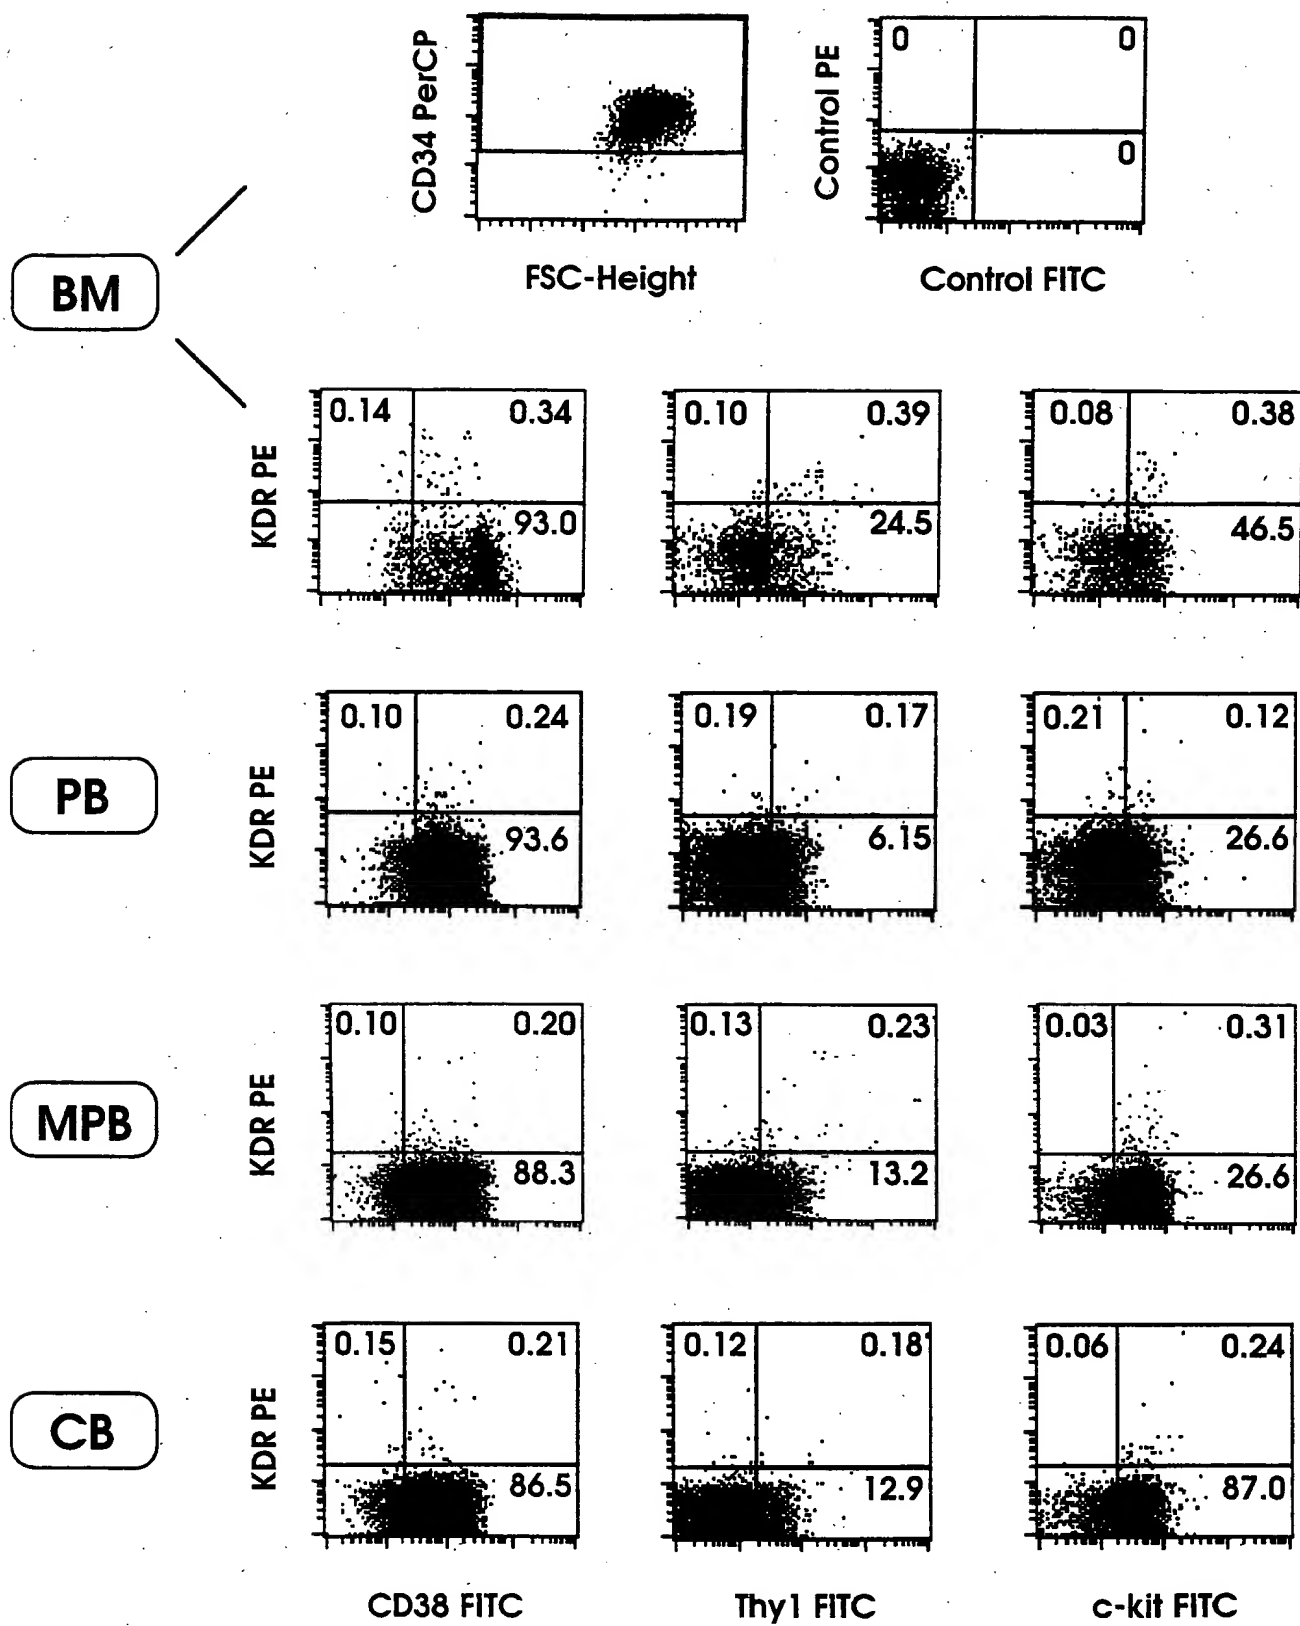 CD34 PerCP
FSC-Height
Control PE
0 0
0
Control FITC
BM
KDR PE
0.14 0.34
93.0
0.10 0.39
24.5
0.08 0.38
46.5
PB
KDR PE
0.10 0.24
93.6
0.19 0.17
6.15
0.21 0.12
26.6
MPB
KDR PE
0.10 0.20
88.3
0.13 0.23
13.2
0.03 0.31
26.6
CB
KDR PE
0.15 0.21
86.5
0.12 0.18
12.9
0.06 0.24
87.0
CD38 FITC
Thy1 FITC
c-kit FITC